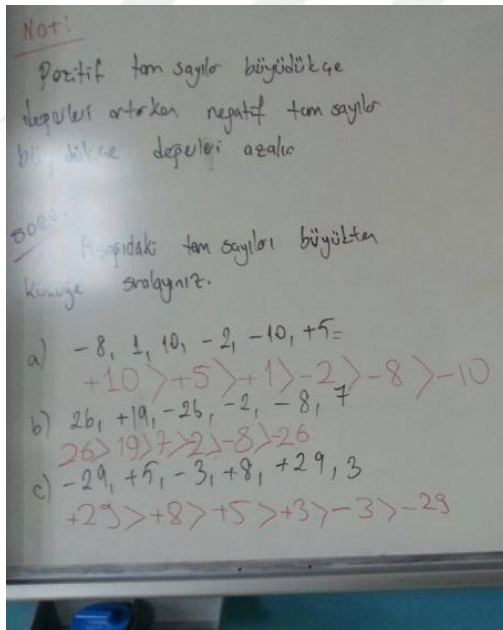 NOT:
Pozitif tam sayılar büyüdükçe
değerleri artarken negatif tam sayılar
büyüdükçe değerleri azalır
SORU:
Aşağıdaki tam sayıları büyükten
küçüğe sıralayınız.
a) -8, 1, 10, -2, -10, +5=
+10>+5>+1>-2>-8>-10
b) 26, +19, -26, -2, -8, 7
26>19>7>-2>-8>-26
c) -29, +5, -3, +8, +29, 3
+29>+8>+5>+3>-3>-29